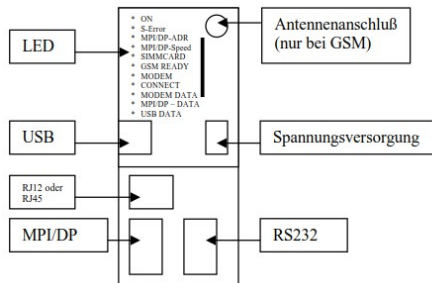 ON
S-Error
MPI/DP-ADR
MPI/DP-Speed
SIMMCARD
GSM READY
MODEM
CONNECT
MODEM DATA
MPI/DP – DATA
USB DATA
LED
Antennenanschluß
(nur bei GSM)
USB
Spannungsversorgung
RJ12 oder
RJ45
MPI/DP
RS232